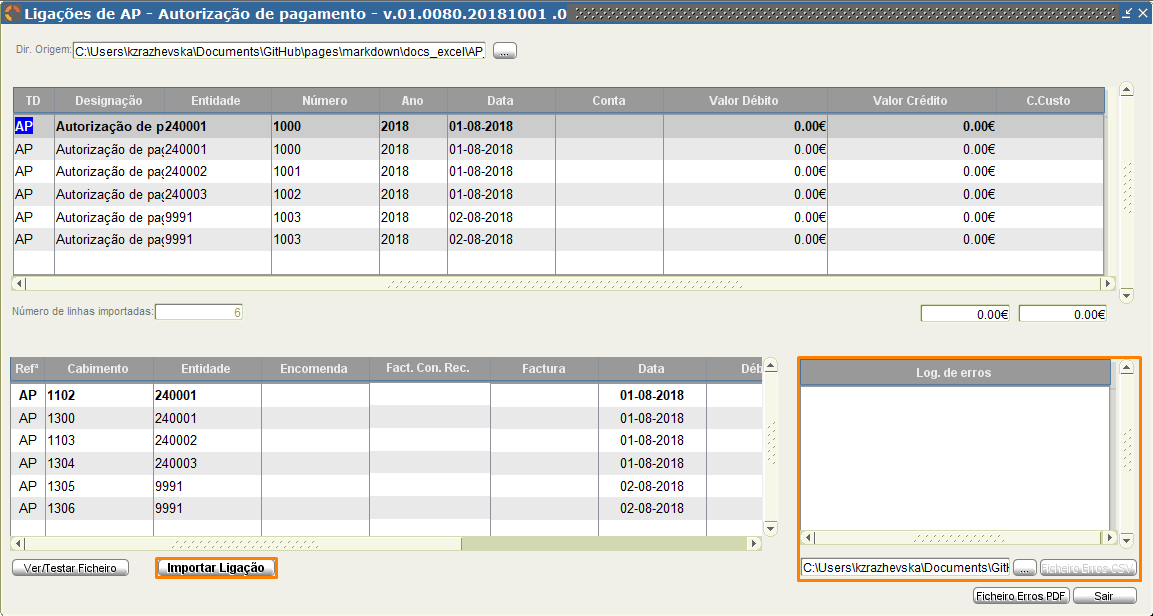 Ligações de AP - Autorização de pagamento - v.01.0080.20181001 .0
Dir. Origem: C:\Users\kzrazhevska\Documents\GitHub\pages\markdown\docs_excel\AP_ ...
TD Designação Entidade Número Ano Data Conta Valor Débito Valor Crédito C.Custo
AP Autorização de p 240001 1000 2018 01-08-2018 0.00€ 0.00€
AP Autorização de pag 240001 1000 2018 01-08-2018 0.00€ 0.00€
AP Autorização de pag 240002 1001 2018 01-08-2018 0.00€ 0.00€
AP Autorização de pag 240003 1002 2018 01-08-2018 0.00€ 0.00€
AP Autorização de pag 9991 1003 2018 02-08-2018 0.00€ 0.00€
AP Autorização de pag 9991 1003 2018 02-08-2018 0.00€ 0.00€
Número de linhas importadas: 6 0.00€ 0.00€
Refª Cabimento Entidade Encomenda Fact. Con. Rec. Factura Data Déb
AP 1102 240001 01-08-2018
AP 1300 240001 01-08-2018
AP 1103 240002 01-08-2018
AP 1304 240003 01-08-2018
AP 1305 9991 02-08-2018
AP 1306 9991 02-08-2018
Log. de erros
C:\Users\kzrazhevska\Documents\GitH ... Ficheiro Erros CSV
Ver/Testar Ficheiro Importar Ligação
Ficheiro Erros PDF Sair